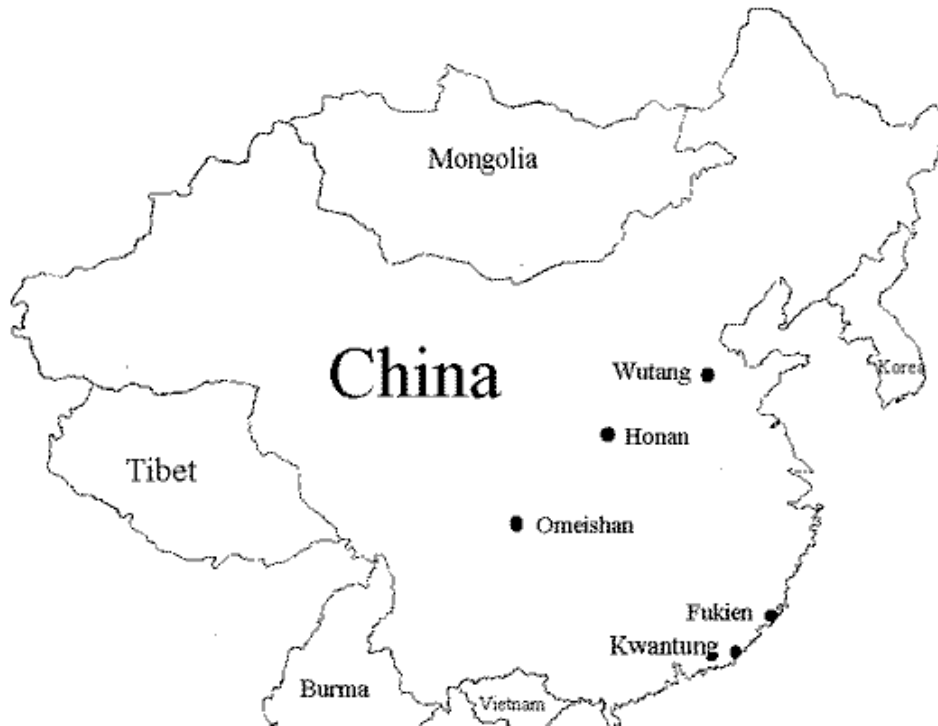 Mongolia
China
Wutang
Korea
Honan
Tibet
Omeishan
Fukien
Kwantung
Burma
Vietnam